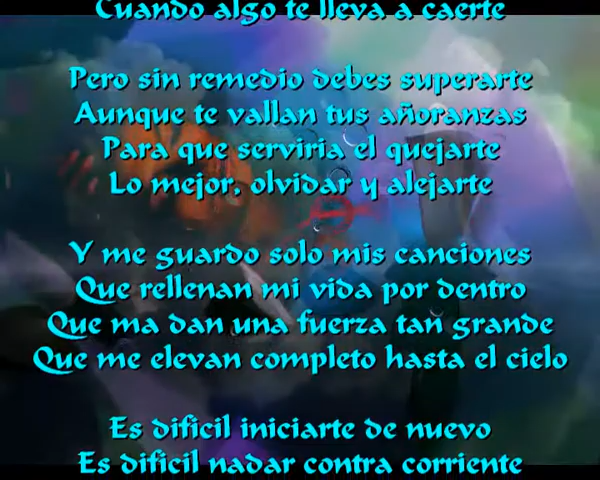 Cuando algo te lleva a caerte
Pero sin remedio debes superarte
Aunque te vallan tus añoranzas
Para que serviria el quejarte
Lo mejor, olvidar y alejarte
Y me guardo solo mis canciones
Que rellenan mi vida por dentro
Que ma dan una fuerza tan grande
Que me elevan completo hasta el cielo
Es dificil iniciarte de nuevo
Es dificil nadar contra corriente